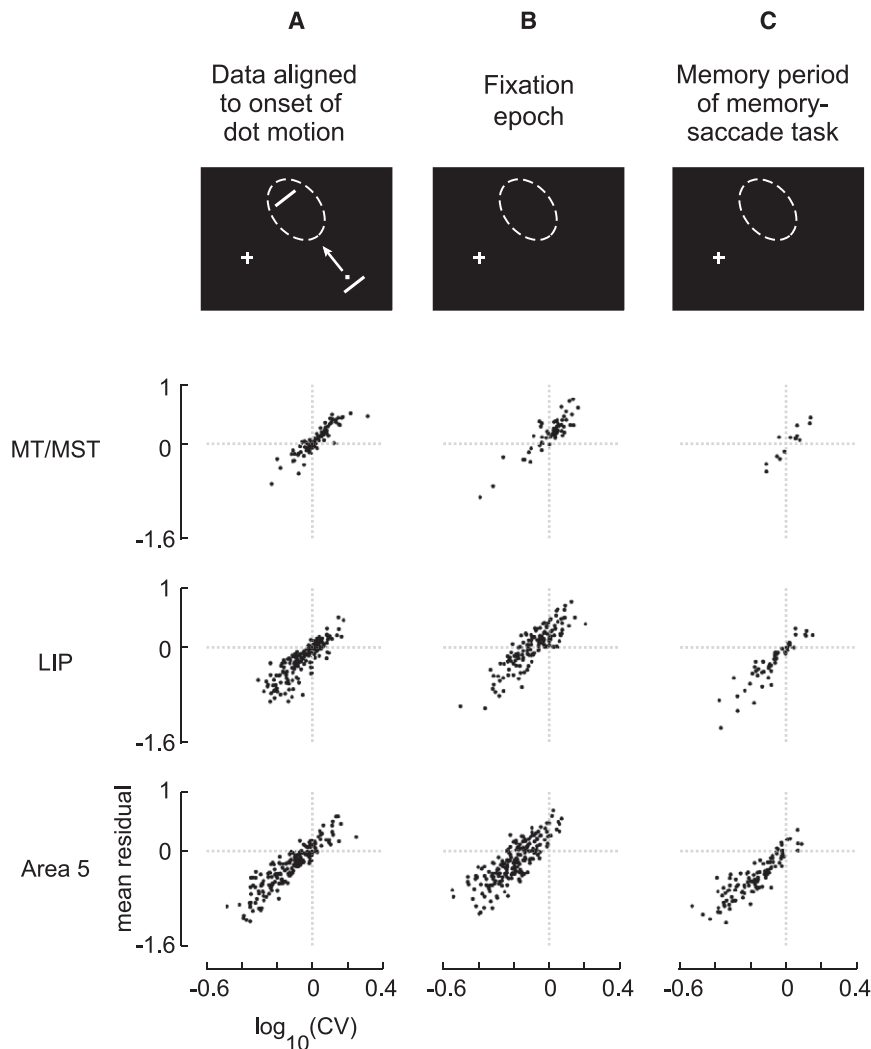 A B C
Data aligned
to onset of
dot motion
Fixation
epoch
Memory period
of memory-
saccade task
MT/MST
1
0
-1.6
LIP
1
0
-1.6
Area 5
mean residual
1
0
-1.6
-0.6 0 0.4 -0.6 0 0.4 -0.6 0 0.4
log10(CV)